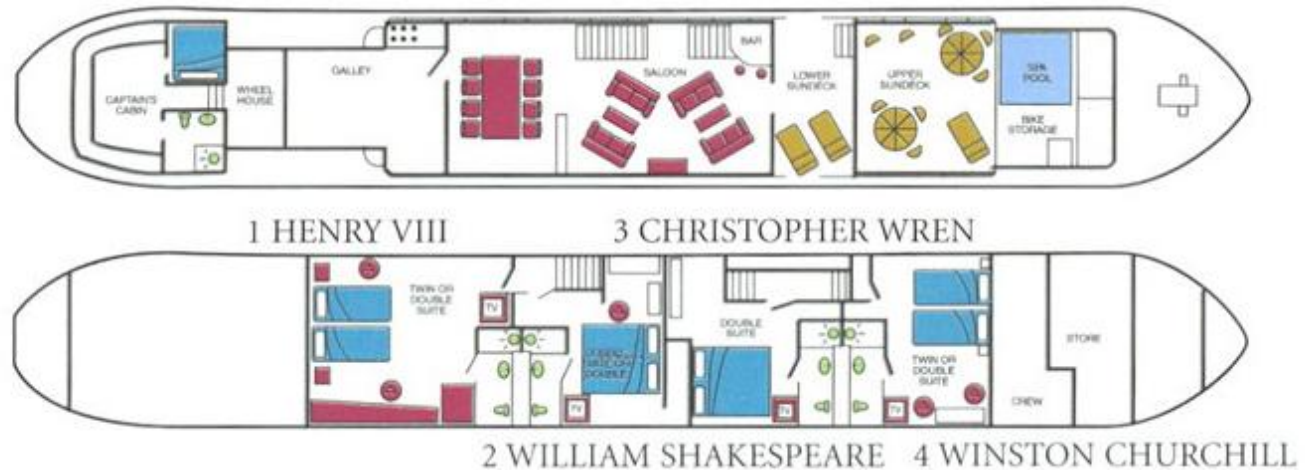 CAPTAIN'S
CABIN
WHEEL
HOUSE
GALLEY
SALOON
BAR
LOWER
SUNDECK
UPPER
SUNDECK
SPA
POOL
BIKE
STORAGE
1 HENRY VIII
3 CHRISTOPHER WREN
TWIN OR
DOUBLE
SUITE
TV
TV
DOUBLE
SUITE
TV
TWIN OR
DOUBLE
SUITE
TV
CREW
STORE
2 WILLIAM SHAKESPEARE
4 WINSTON CHURCHILL